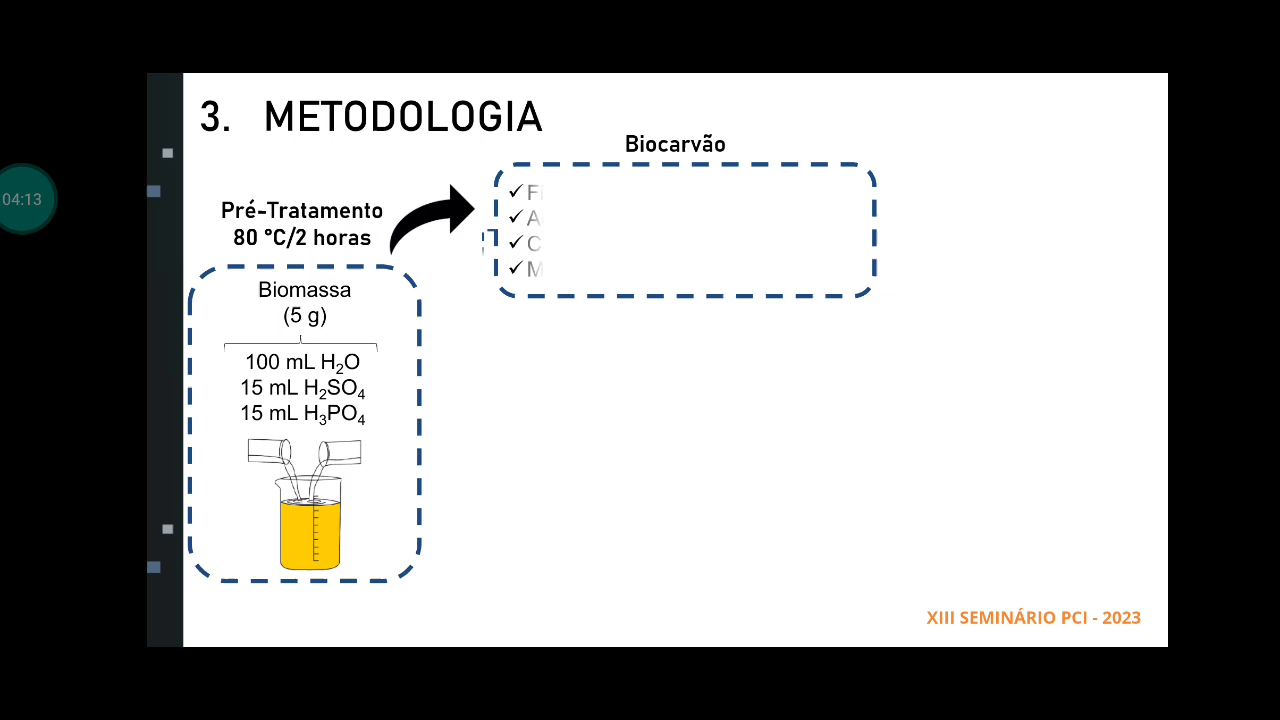 3. METODOLOGIA
Biocarvão
F
A
C
M
Pré-Tratamento
80 °C/2 horas
Biomassa
(5 g)
100 mL H₂O
15 mL H₂SO₄
15 mL H₃PO₄
XIII SEMINÁRIO PCI - 2023
04:13